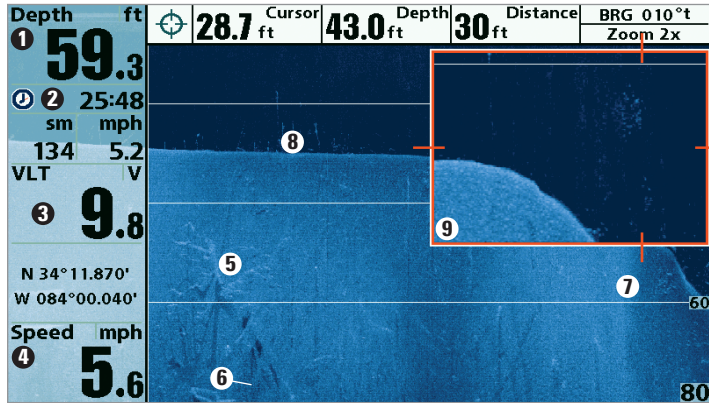 Depth ft
1
59.3
2 25:48
sm mph
134 5.2
VLT V
3 9.8
N 34°11.870'
W 084°00.040'
Speed mph
4
5.6
Cursor
28.7 ft
Depth
43.0 ft
Distance
30 ft
BRG 010°t
Zoom 2x
8
9
5
7
60
6
80